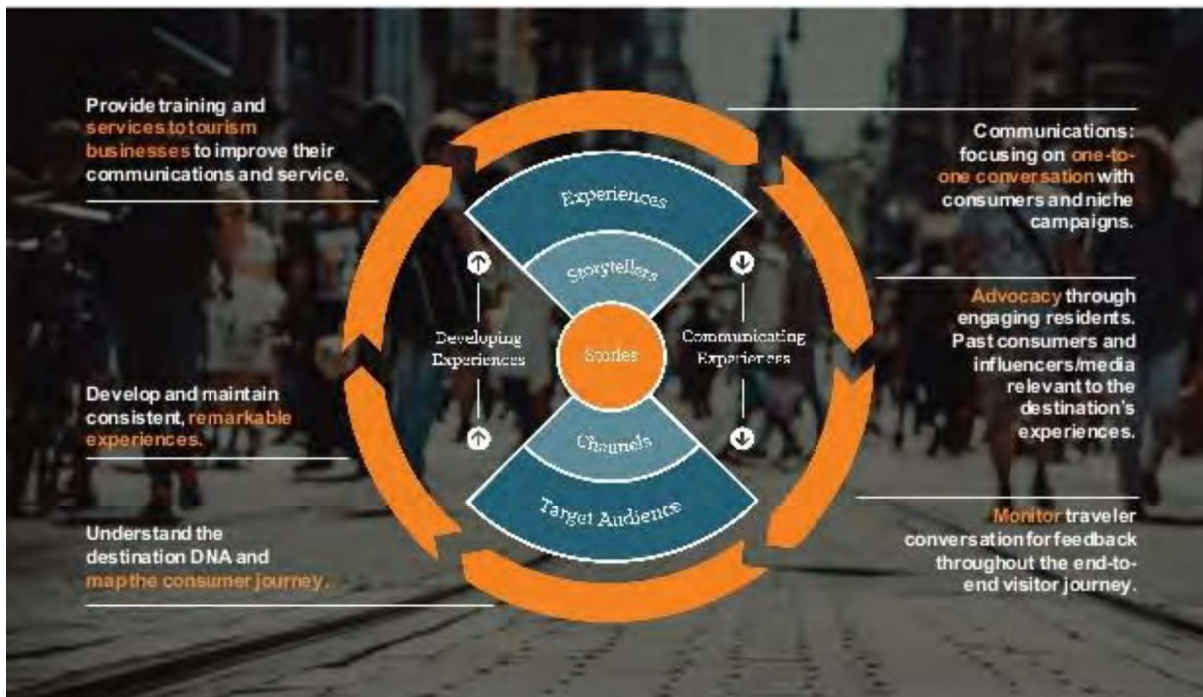 Provide training and
services to tourism
businesses to improve their
communications and service.
Develop and maintain
consistent, remarkable
experiences.
Understand the
destination DNA and
map the consumer journey.
Experiences
Storytellers
Developing
Experiences
Stories
Communicating
Experiences
Channels
Target Audience
Communications:
focusing on one-to-
one conversation with
consumers and niche
campaigns.
Advocacy through
engaging residents.
Past consumers and
influencers/media
relevant to the
destination's
experiences.
Monitor traveler
conversation for feedback
throughout the end-to-
end visitor journey.